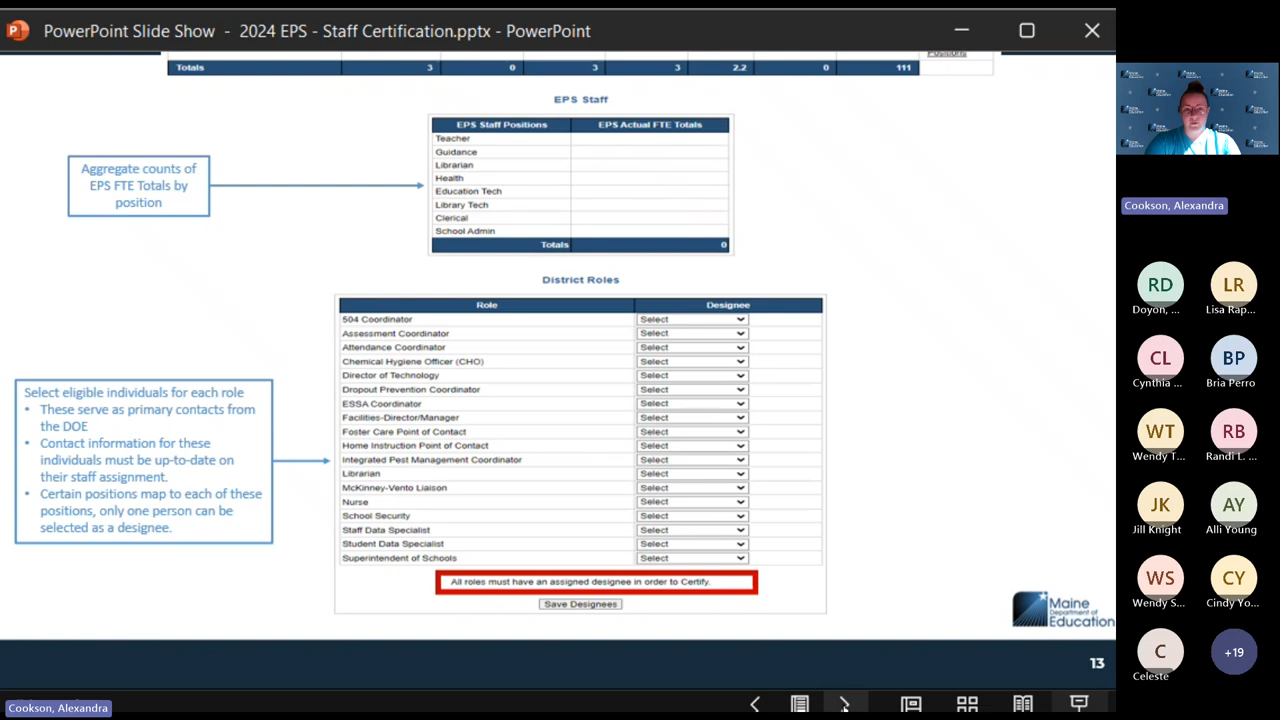 PowerPoint Slide Show - 2024 EPS - Staff Certification.pptx - PowerPoint
Positions
Totals 3 0 3 3 2.2 0 111
EPS Staff
EPS Staff Positions EPS Actual FTE Totals
Teacher
Guidance
Librarian
Health
Education Tech
Library Tech
Clerical
School Admin
Totals 0
Aggregate counts of
EPS FTE Totals by
position
District Roles
Role Designee
504 Coordinator Select
Assessment Coordinator Select
Attendance Coordinator Select
Chemical Hygiene Officer (CHO) Select
Director of Technology Select
Dropout Prevention Coordinator Select
ESSA Coordinator Select
Facilities-Director/Manager Select
Foster Care Point of Contact Select
Home Instruction Point of Contact Select
Integrated Pest Management Coordinator Select
Librarian Select
McKinney-Vento Liaison Select
Nurse Select
School Security Select
Staff Data Specialist Select
Student Data Specialist Select
Superintendent of Schools Select
All roles must have an assigned designee in order to Certify.
Save Designees
Select eligible individuals for each role
• These serve as primary contacts from
the DOE
• Contact information for these
individuals must be up-to-date on
their staff assignment.
• Certain positions map to each of these
positions, only one person can be
selected as a designee.
Maine
Department of
Education
13
Cookson, Alexandra
Cookson, Alexandra
RD LR
Doyon, ... Lisa Rap...
CL BP
Cynthia ... Bria Perro
WT RB
Wendy T... Randi L. ...
JK AY
Jill Knight Alli Young
WS CY
Wendy S... Cindy Yo...
C +19
Celeste